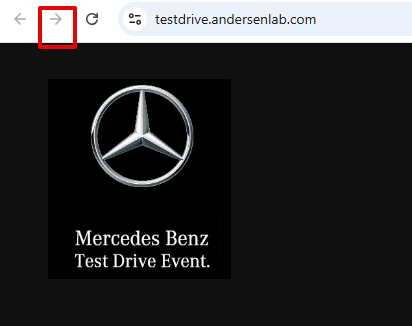 testdrive.andersenlab.com
Mercedes Benz
Test Drive Event.